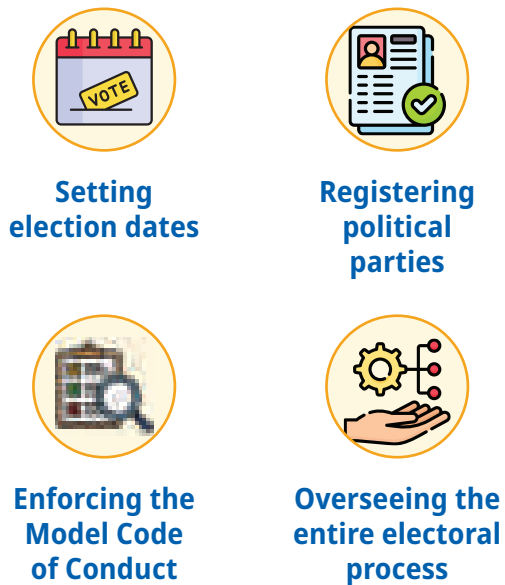 VOTE
Setting
election dates
Registering
political
parties
Enforcing the
Model Code
of Conduct
Overseeing the
entire electoral
process